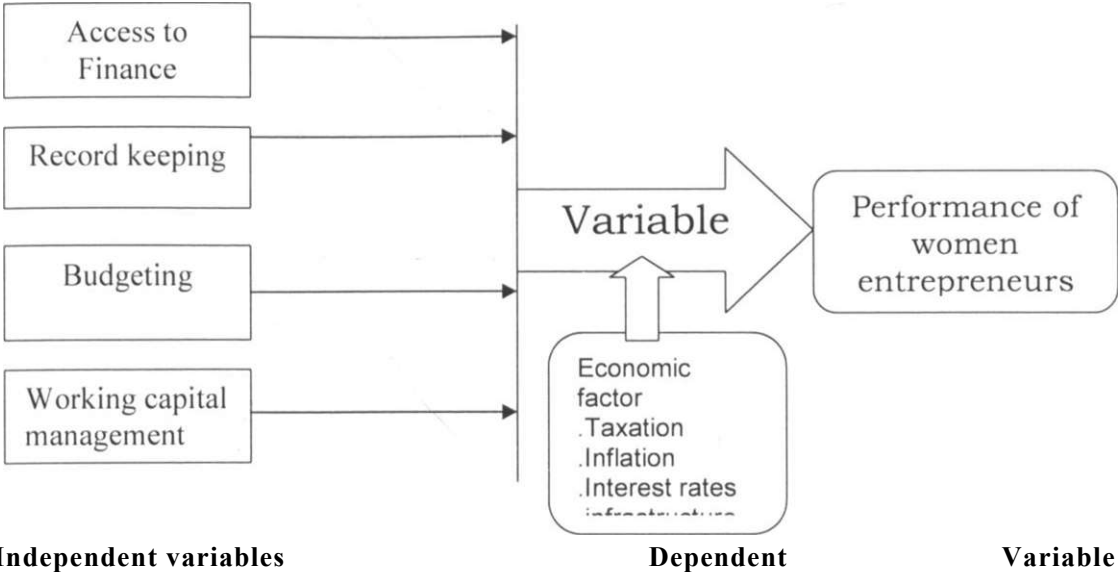 Access to
Finance
Record keeping
Budgeting
Working capital
management
Variable
Performance of
women
entrepreneurs
Economic
factor
.Taxation
.Inflation
.Interest rates
Independent variables Dependent Variable